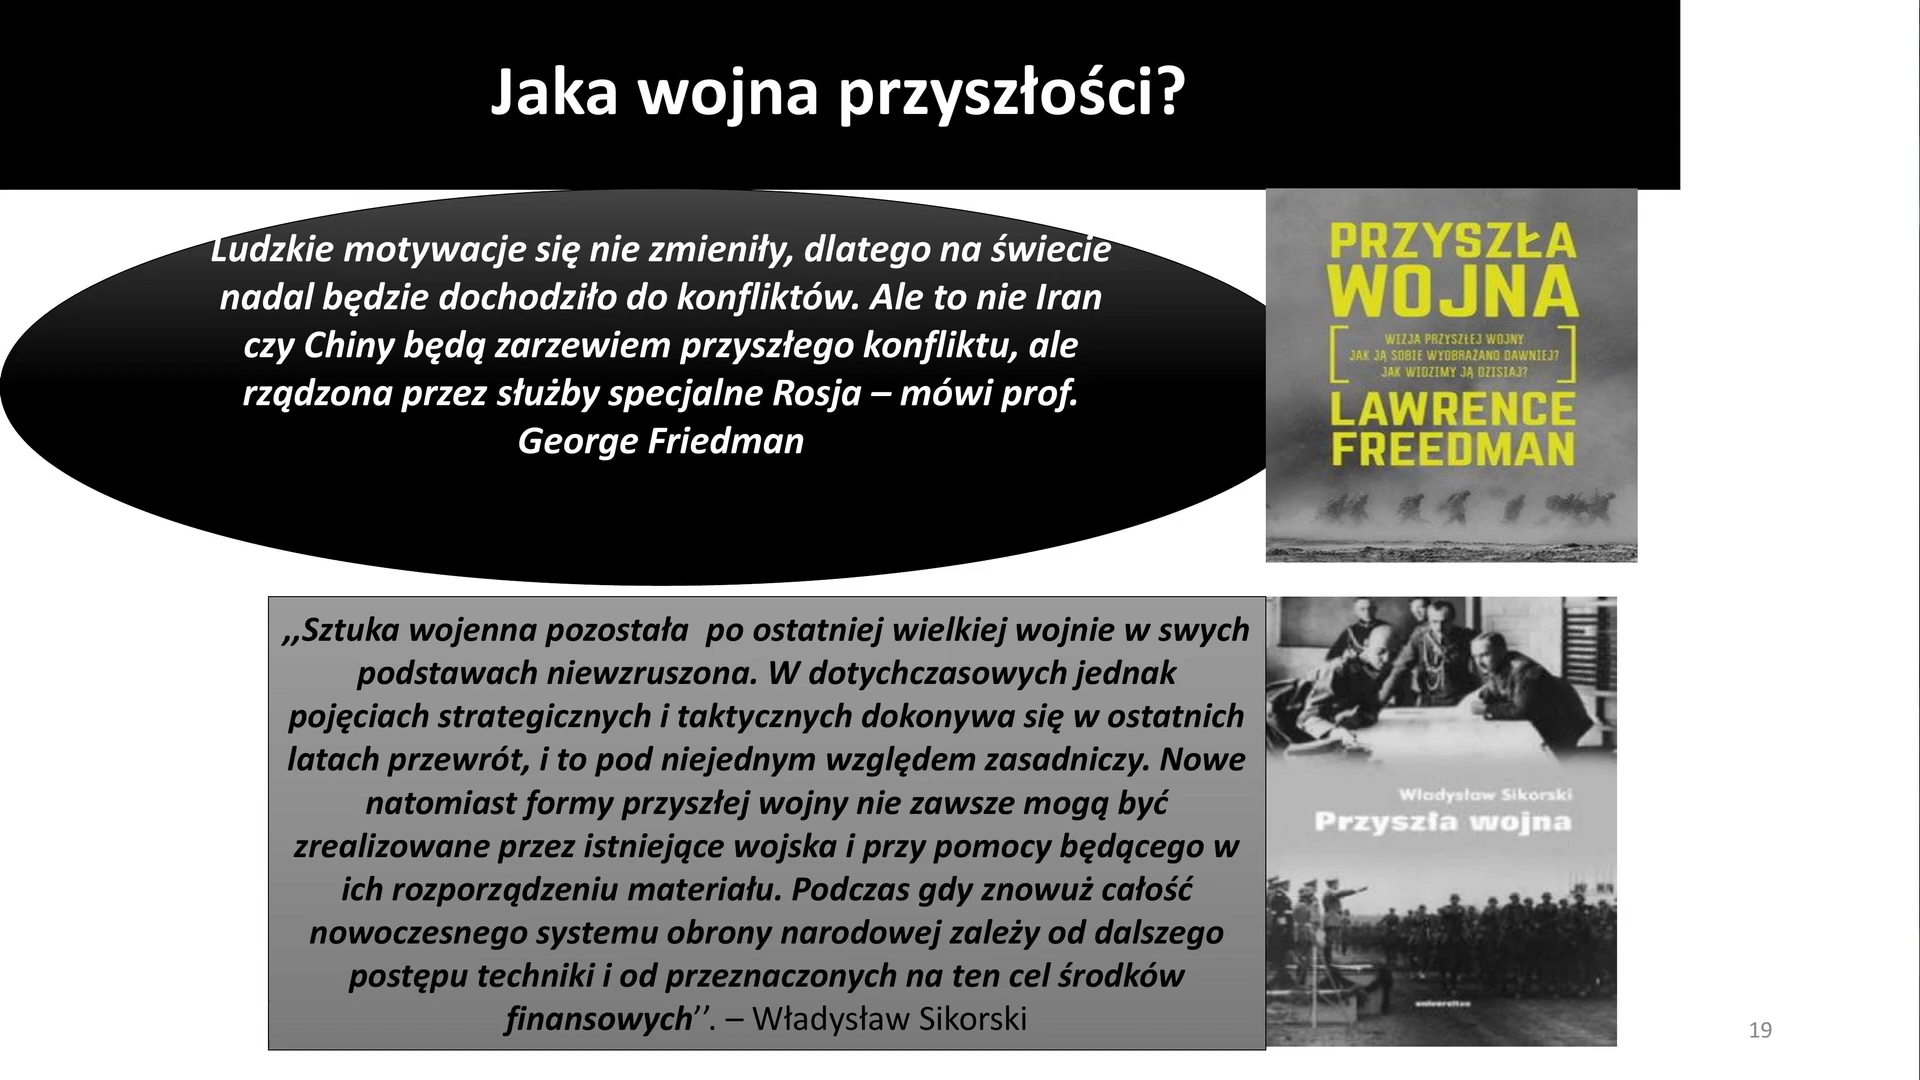 Jaka wojna przyszłości?
Ludzkie motywacje się nie zmieniły, dlatego na świecie
nadal będzie dochodziło do konfliktów. Ale to nie Iran
czy Chiny będą zarzewiem przyszłego konfliktu, ale
rządzona przez służby specjalne Rosja – mówi prof.
George Friedman
PRZYSZŁA
WOJNA
WIZJA PRZYSZŁEJ WOJNY
JAK JĄ SOBIE WYOBRAŻANO DAWNIEJ?
JAK WIDZIMY JĄ DZISIAJ?
LAWRENCE
FREEDMAN
,,Sztuka wojenna pozostała  po ostatniej wielkiej wojnie w swych
podstawach niewzruszona. W dotychczasowych jednak
pojęciach strategicznych i taktycznych dokonywa się w ostatnich
latach przewrót, i to pod niejednym względem zasadniczy. Nowe
natomiast formy przyszłej wojny nie zawsze mogą być
zrealizowane przez istniejące wojska i przy pomocy będącego w
ich rozporządzeniu materiału. Podczas gdy znowuż całość
nowoczesnego systemu obrony narodowej zależy od dalszego
postępu techniki i od przeznaczonych na ten cel środków
finansowych’’. – Władysław Sikorski
Władysław Sikorski
Przyszła wojna
universitas
19